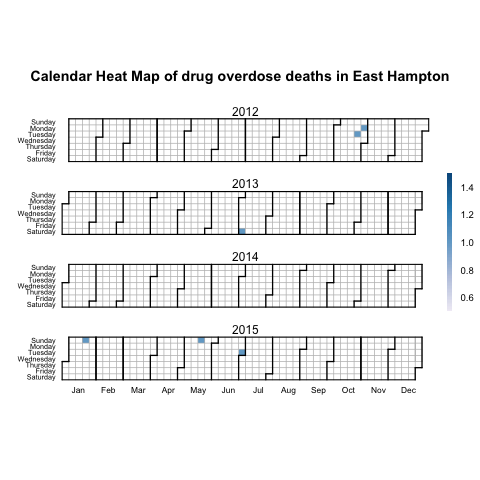 Calendar Heat Map of drug overdose deaths in East Hampton
2012
Sunday
Monday
Tuesday
Wednesday
Thursday
Friday
Saturday
2013
Sunday
Monday
Tuesday
Wednesday
Thursday
Friday
Saturday
2014
Sunday
Monday
Tuesday
Wednesday
Thursday
Friday
Saturday
2015
Sunday
Monday
Tuesday
Wednesday
Thursday
Friday
Saturday
Jan Feb Mar Apr May Jun Jul Aug Sep Oct Nov Dec
1.4
1.2
1.0
0.8
0.6